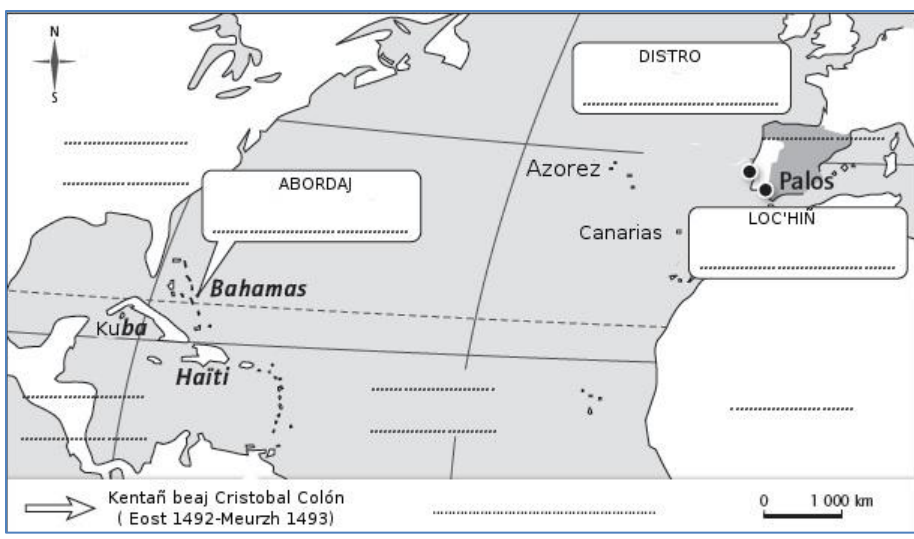 N
S
DISTRO
ABORDAJ
Azorez
Palos
Canarias
LOC'HIÑ
Bahamas
Kuba
Haïti
Kentañ beaj Cristobal Colón
( Eost 1492-Meurzh 1493)
0 1 000 km